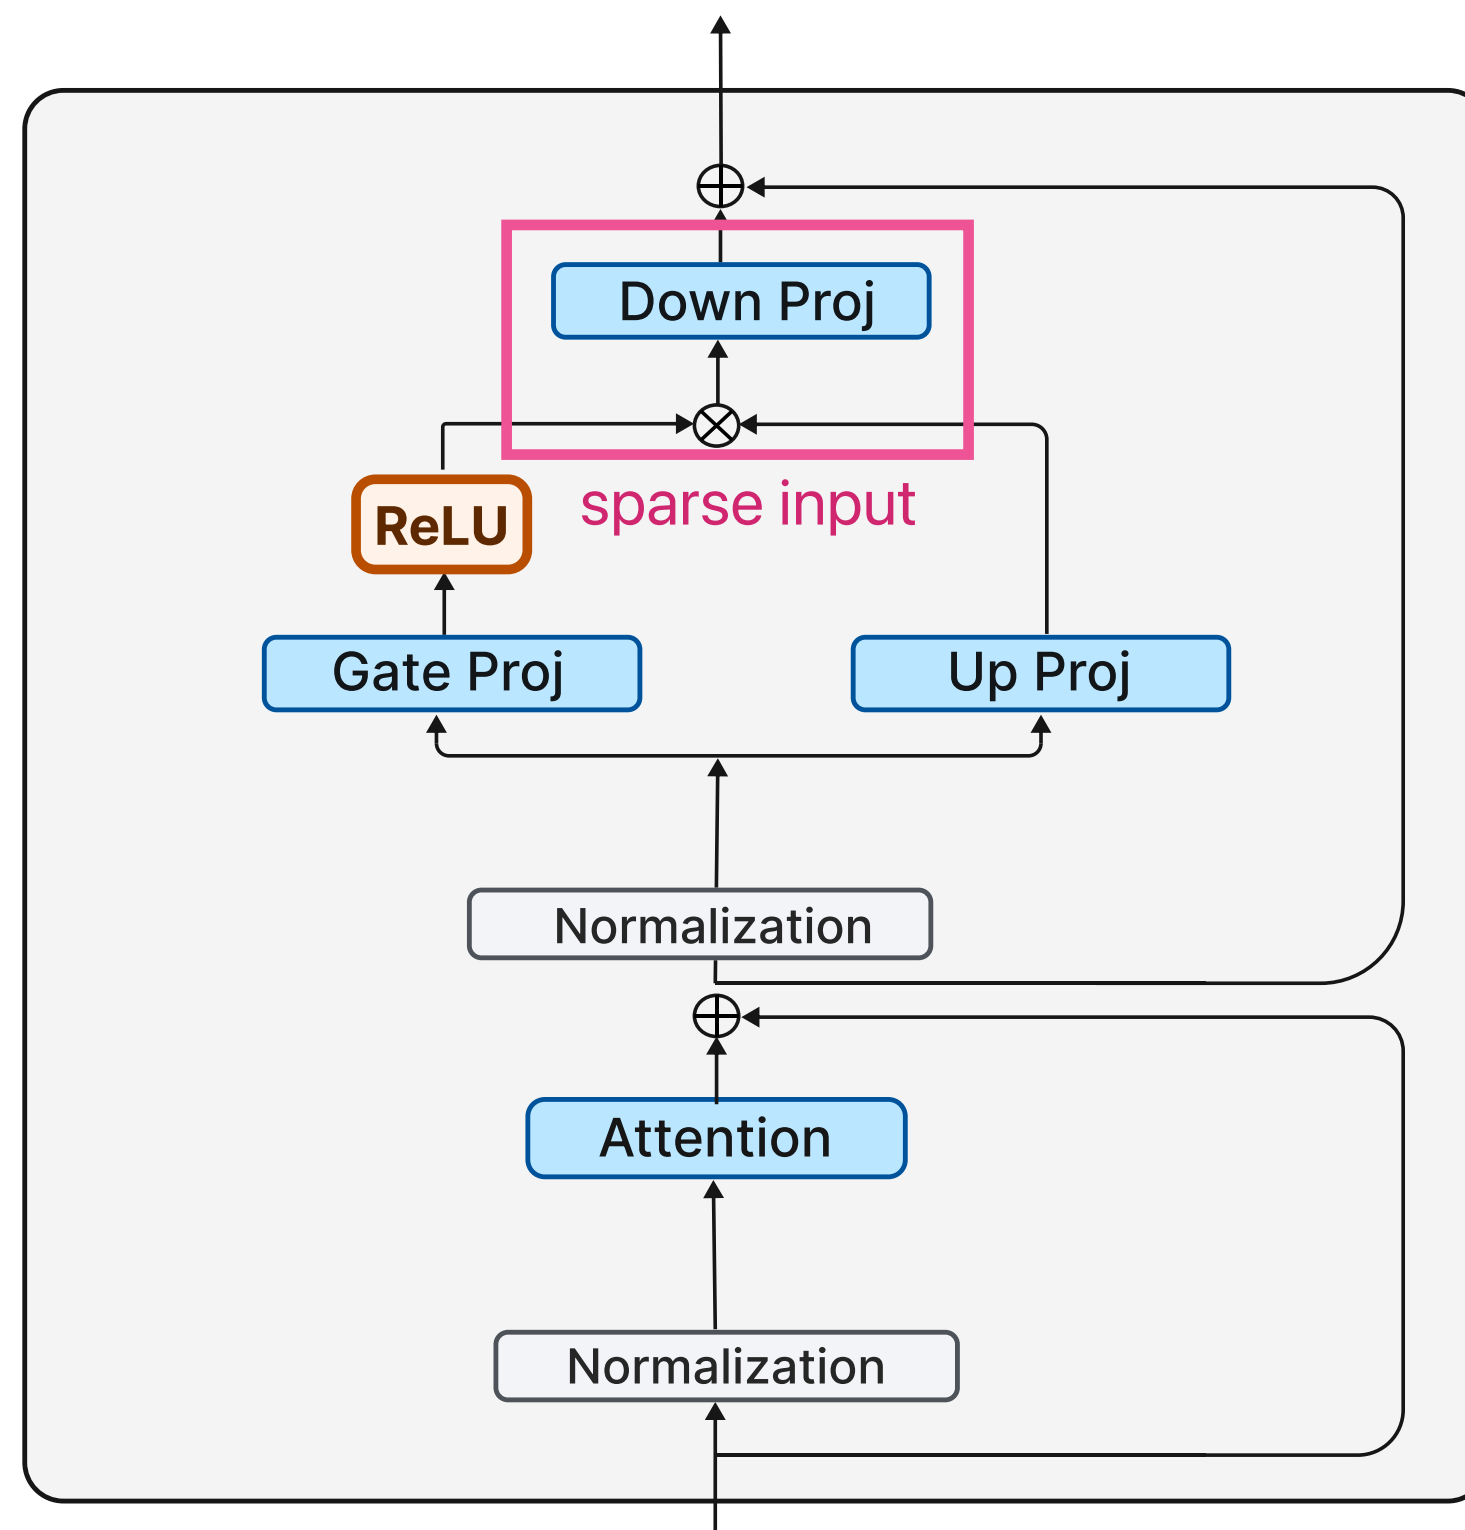 Down Proj
ReLU
sparse input
Gate Proj
Up Proj
Normalization
Attention
Normalization